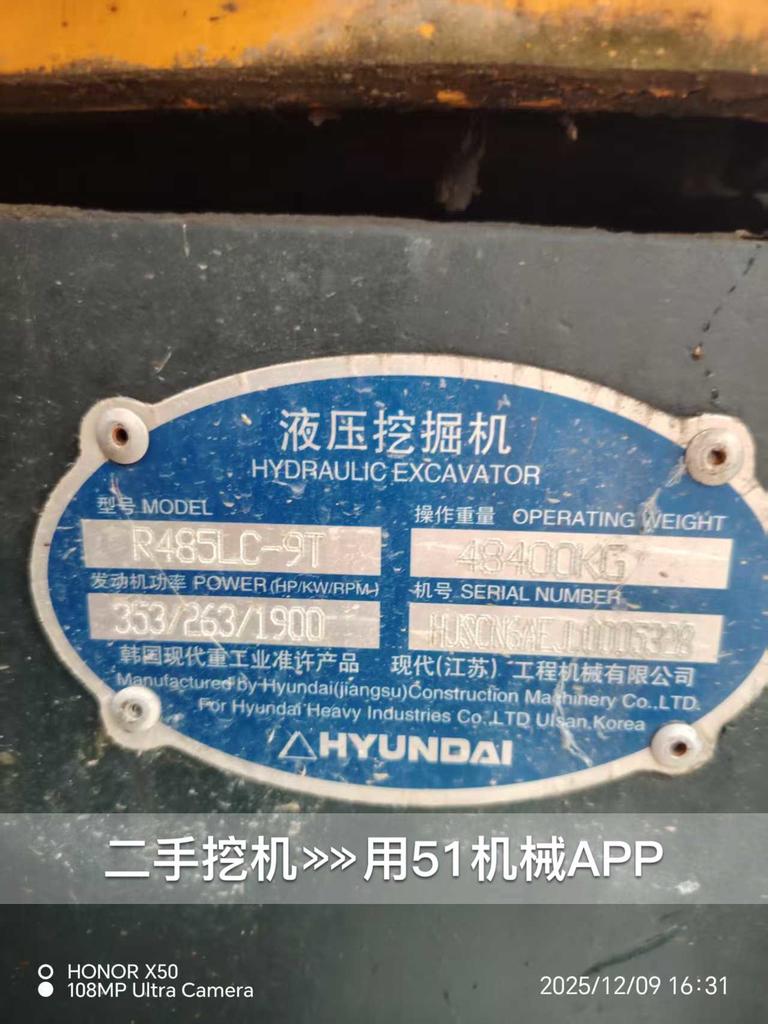 液压挖掘机
HYDRAULIC EXCAVATOR
型号 MODEL
操作重量 OPERATING WEIGHT
R485LC-9T
48400KG
发动机功率 POWER (HP/KW/RPM)
机号 SERIAL NUMBER
353/263/1900
韩国现代重工业准许产品 现代(江苏)工程机械有限公司
Manufactured by Hyundai(jiangsu)Construction Machinery Co.,LTD.
For Hyundai Heavy Industries Co.,LTD Ulsan.Korea
HYUNDAI
二手挖机>>>>用51机械APP
HONOR X50
108MP Ultra Camera
2025/12/09 16:31